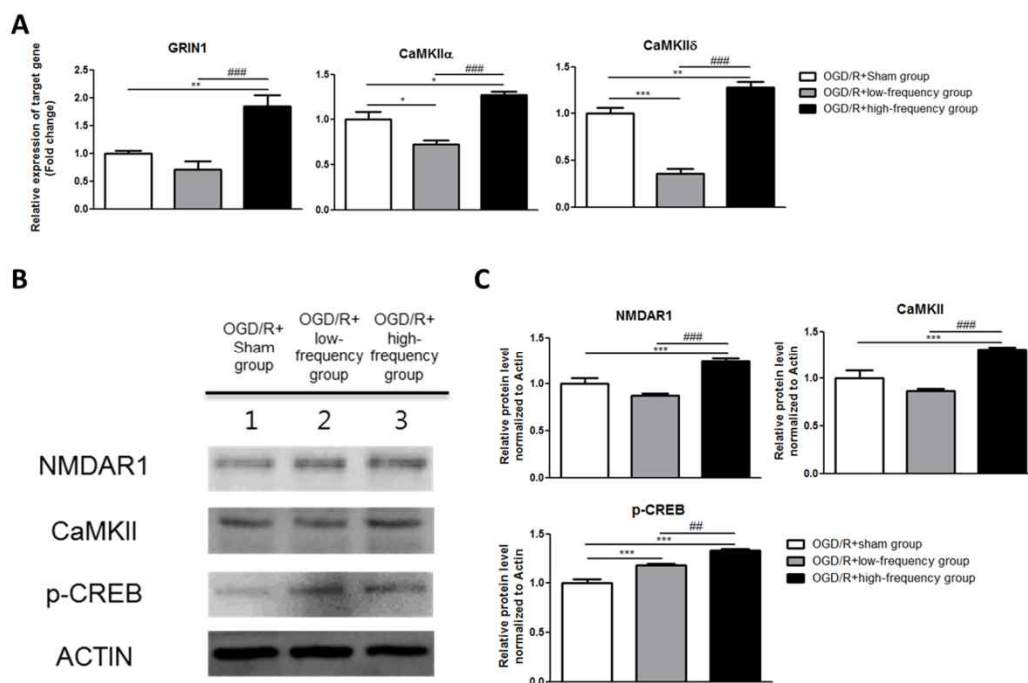 A
GRIN1
Relative expression of target gene
(Fold change)
2.5
2.0
1.5
1.0
0.5
0.0
**
###
CaMKIIα
1.5
1.0
0.5
0.0
*
*
###
CaMKIIδ
1.5
1.0
0.5
0.0
***
**
###
OGD/R+Sham group
OGD/R+low-frequency group
OGD/R+high-frequency group
B
OGD/R+
Sham
group
OGD/R+
low-
frequency
group
OGD/R+
high-
frequency
group
1 2 3
NMDAR1
CaMKII
p-CREB
ACTIN
C
NMDAR1
Relative protein level
normalized to Actin
1.5
1.0
0.5
0.0
***
###
CaMKII
Relative protein level
normalized to Actin
1.5
1.0
0.5
0.0
***
###
p-CREB
Relative protein level
normalized to Actin
1.5
1.0
0.5
0.0
***
***
##
OGD/R+sham group
OGD/R+low-frequency group
OGD/R+high-frequency group